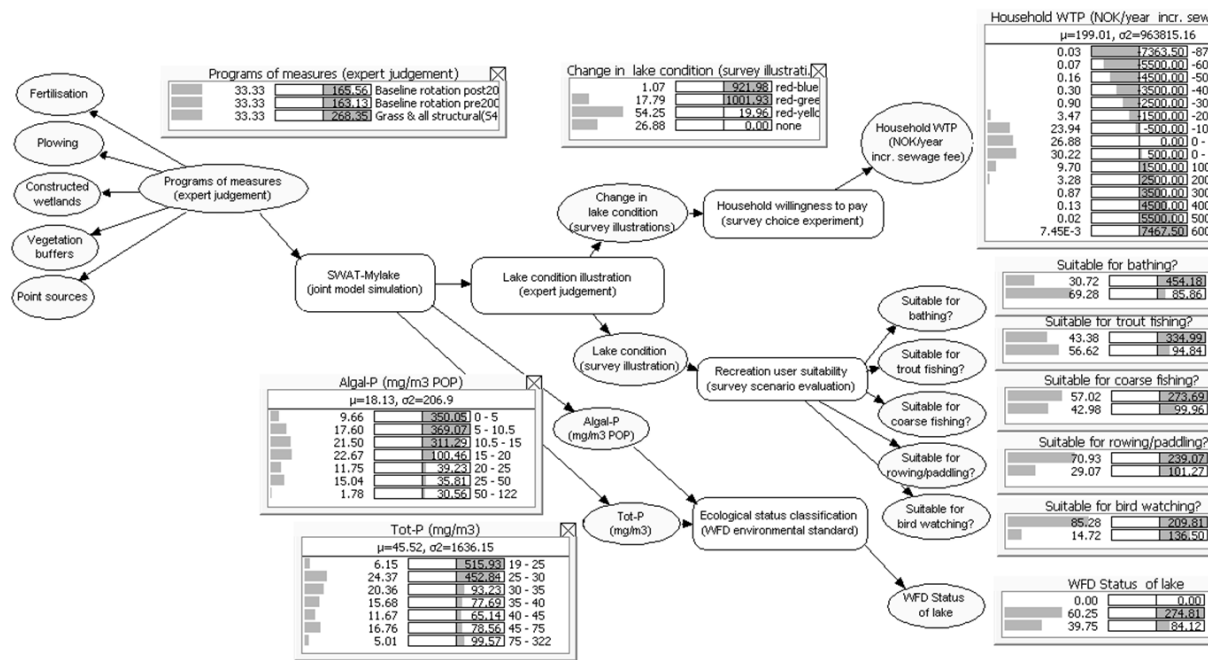 Household WTP (NOK/year incr. sew
μ=199.01, σ2=963815.16
0.03 -7363.50 -87
0.07 -5500.00 -60
0.16 -4500.00 -50
0.30 -3500.00 -40
0.90 -2500.00 -30
3.47 -1500.00 -20
23.94 -500.00 -10
26.88 0.00 0 -
30.22 500.00 0 -
9.70 1500.00 100
3.28 2500.00 200
0.87 3500.00 300
0.13 4500.00 400
0.02 5500.00 500
7.45E-3 7467.50 600
Programs of measures (expert judgement)
33.33 165.56 Baseline rotation post20
33.33 163.13 Baseline rotation pre200
33.33 268.35 Grass & all structural(S4
Change in lake condition (survey illustrati.
1.07 921.98 red-blue
17.79 1001.93 red-gree
54.25 19.96 red-yello
26.88 0.00 none
Fertilisation
Plowing
Constructed
wetlands
Vegetation
buffers
Point sources
Programs of measures
(expert judgement)
Household WTP
(NOK/year
incr. sewage fee)
Change in
lake condition
(survey illustrations)
Household willingness to pay
(survey choice experiment)
SWAT-Mylake
(joint model simulation)
Lake condition illustration
(expert judgement)
Lake condition
(survey illustration)
Recreation user suitability
(survey scenario evaluation)
Suitable for
bathing?
Suitable for
trout fishing?
Suitable for
coarse fishing?
Suitable for
rowing/paddling?
Suitable for
bird watching?
Suitable for bathing?
30.72 454.18
69.28 85.86
Suitable for trout fishing?
43.38 334.99
56.62 94.84
Suitable for coarse fishing?
57.02 273.69
42.98 99.96
Suitable for rowing/paddling?
70.93 239.07
29.07 101.27
Suitable for bird watching?
85.28 209.81
14.72 136.50
Algal-P (mg/m3 POP)
μ=18.13, σ2=206.9
9.66 350.05 0 - 5
17.60 369.07 5 - 10.5
21.50 311.29 10.5 - 15
22.67 100.46 15 - 20
11.75 39.23 20 - 25
15.04 35.81 25 - 50
1.78 30.56 50 - 122
Algal-P
(mg/m3 POP)
Tot-P
(mg/m3)
Ecological status classification
(WFD environmental standard)
Tot-P (mg/m3)
μ=45.52, σ2=1636.15
6.15 515.93 19 - 25
24.37 452.84 25 - 30
20.36 93.23 30 - 35
15.68 77.69 35 - 40
11.67 65.14 40 - 45
16.76 78.56 45 - 75
5.01 99.57 75 - 322
WFD Status
of lake
WFD Status of lake
0.00 0.00
60.25 274.81
39.75 84.12